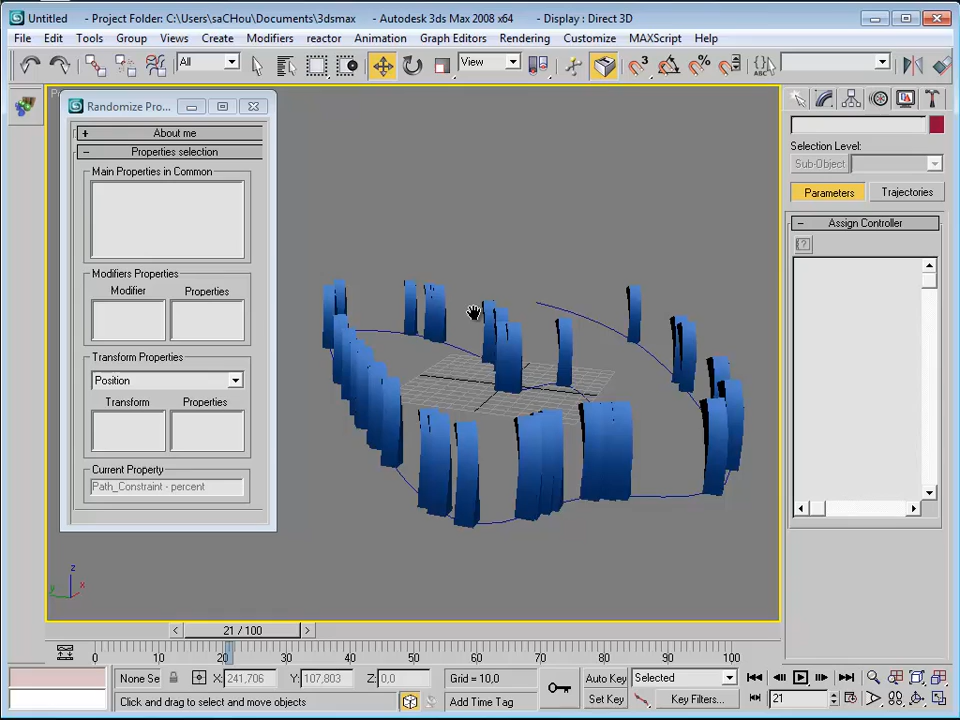 Untitled - Project Folder: C:\Users\saCHou\Documents\3dsmax - Autodesk 3ds Max 2008 x64 - Display : Direct 3D
File Edit Tools Group Views Create Modifiers reactor Animation Graph Editors Rendering Customize MAXScript Help
All View
Randomize Pro...
+ About me
- Properties selection
Main Properties in Common
Modifiers Properties
Modifier Properties
Transform Properties
Position
Transform Properties
Current Property
Path_Constraint - percent
Selection Level:
Sub-Object
Parameters Trajectories
- Assign Controller
z
y x
< 21 / 100 >
0 10 20 30 40 50 60 70 80 90 100
None Se X: 241,706 Y: 107,803 Z: 0,0 Grid = 10,0 Auto Key Selected
Click and drag to select and move objects Add Time Tag Set Key Key Filters... 21